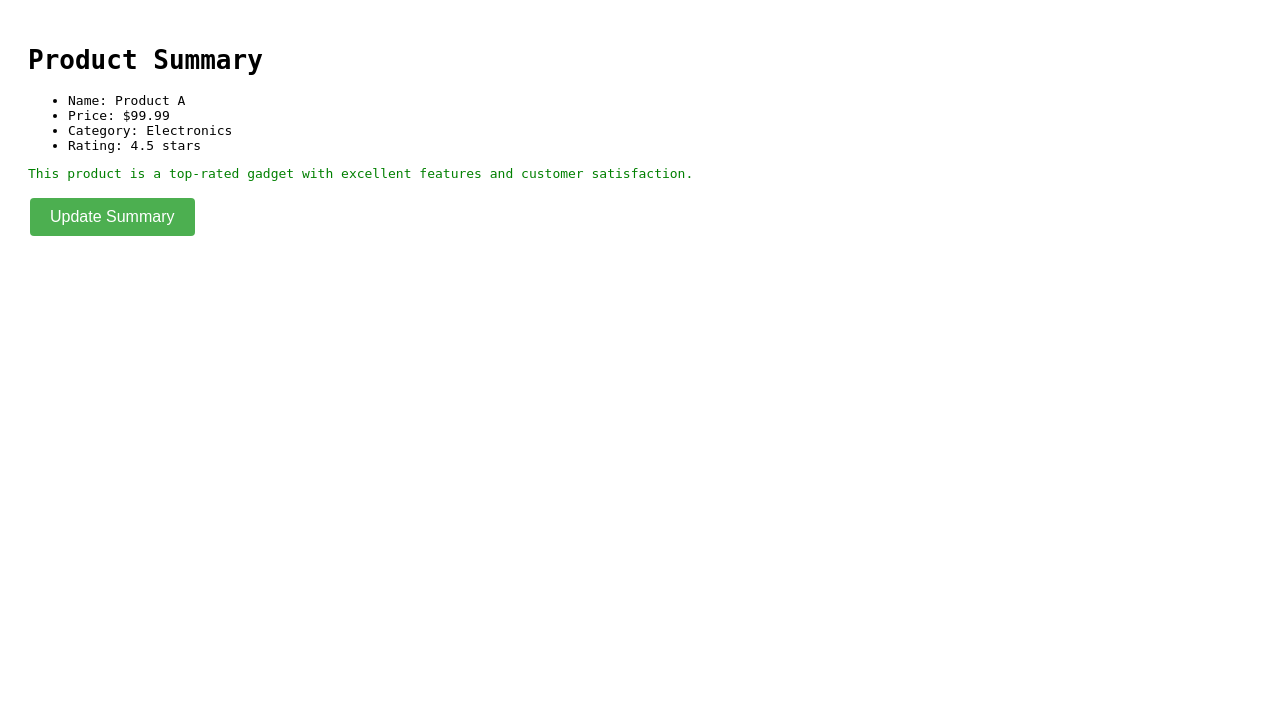 Product Summary
Name: Product A
Price: $99.99
Category: Electronics
Rating: 4.5 stars
This product is a top-rated gadget with excellent features and customer satisfaction.
Update Summary